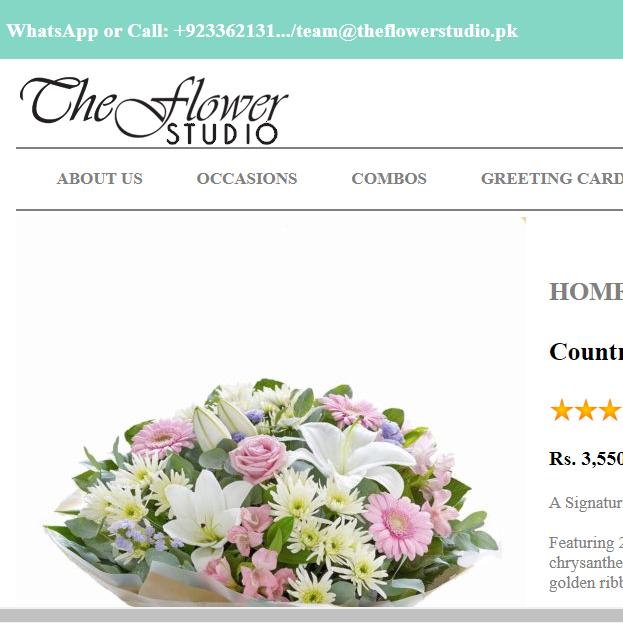 WhatsApp or Call: +923362131.../team@theflowerstudio.pk
The Flower
STUDIO
ABOUT US OCCASIONS COMBOS GREETING CARD
HOME
Countr
Rs. 3,550
A Signatur
Featuring 2
chrysanthe
golden ribb